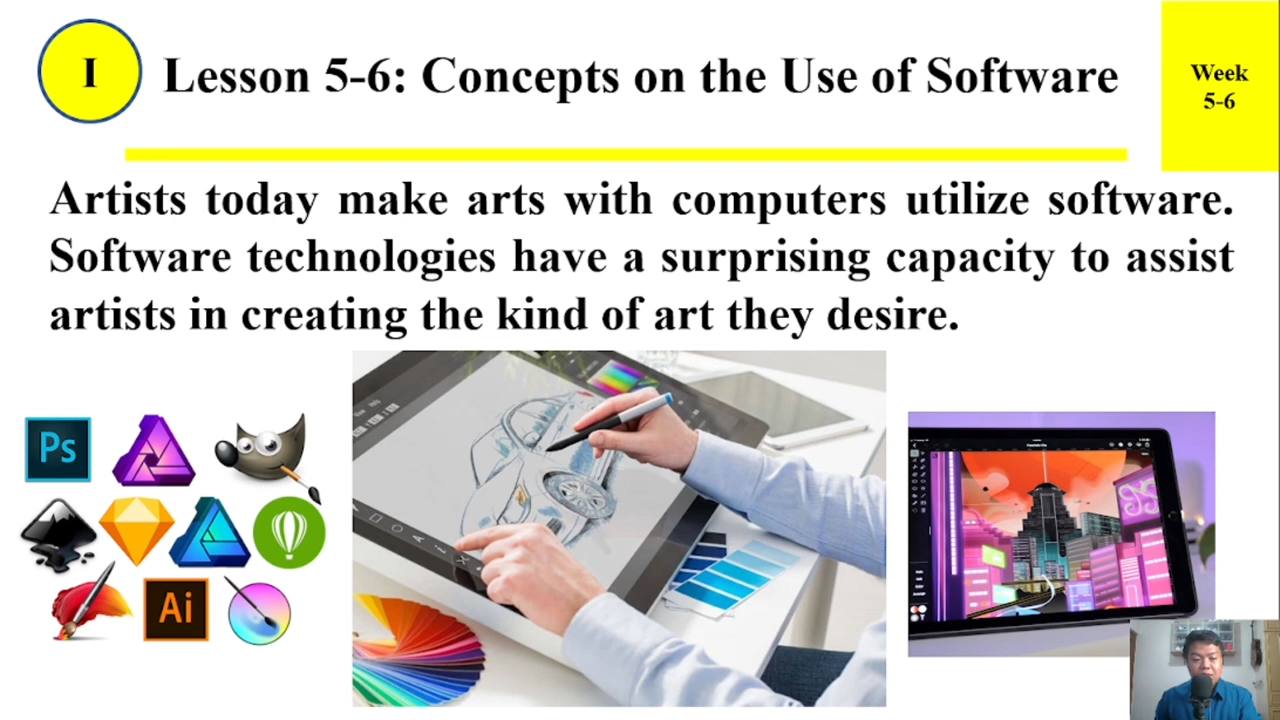 I
Lesson 5-6: Concepts on the Use of Software
Week
5-6
Artists today make arts with computers utilize software.
Software technologies have a surprising capacity to assist
artists in creating the kind of art they desire.
Ps
Ai